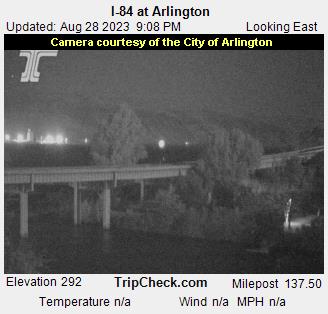 I-84 at Arlington
Updated: Aug 28 2023 9:08 PM Looking East
Camera courtesy of the City of Arlington
Elevation 292 TripCheck.com Milepost 137.50
Temperature n/a Wind n/a MPH n/a